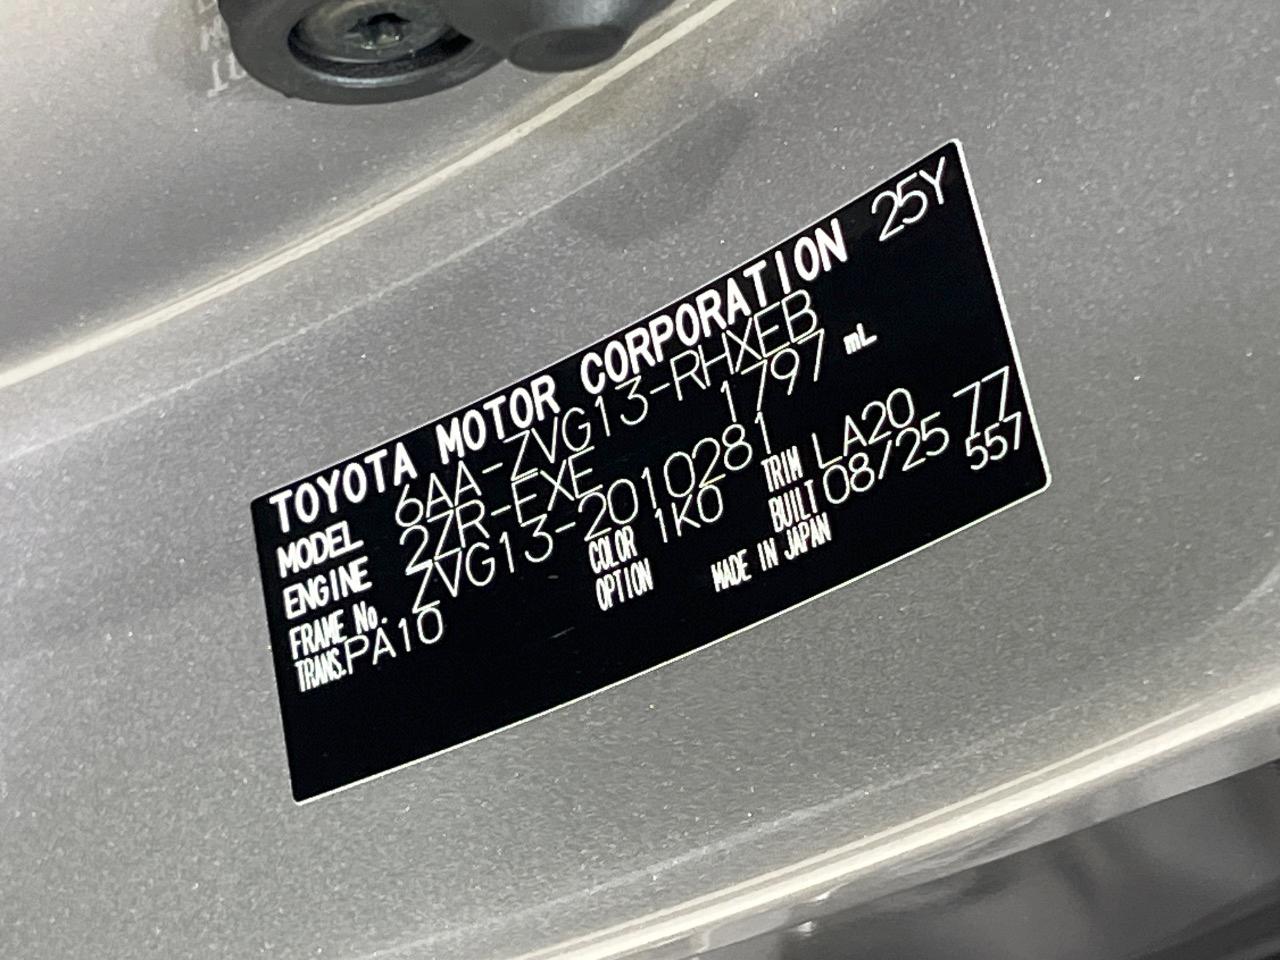 TOYOTA MOTOR CORPORATION 25Y
MODEL 6AA-ZVG13-RHXEB
ENGINE 2ZR-EXE 1797 mL
FRAME No. ZVG13-2010281
TRANS. PA10 COLOR 1K0 TRIM LA20 77
OPTION BUILT 08/25 557
MADE IN JAPAN